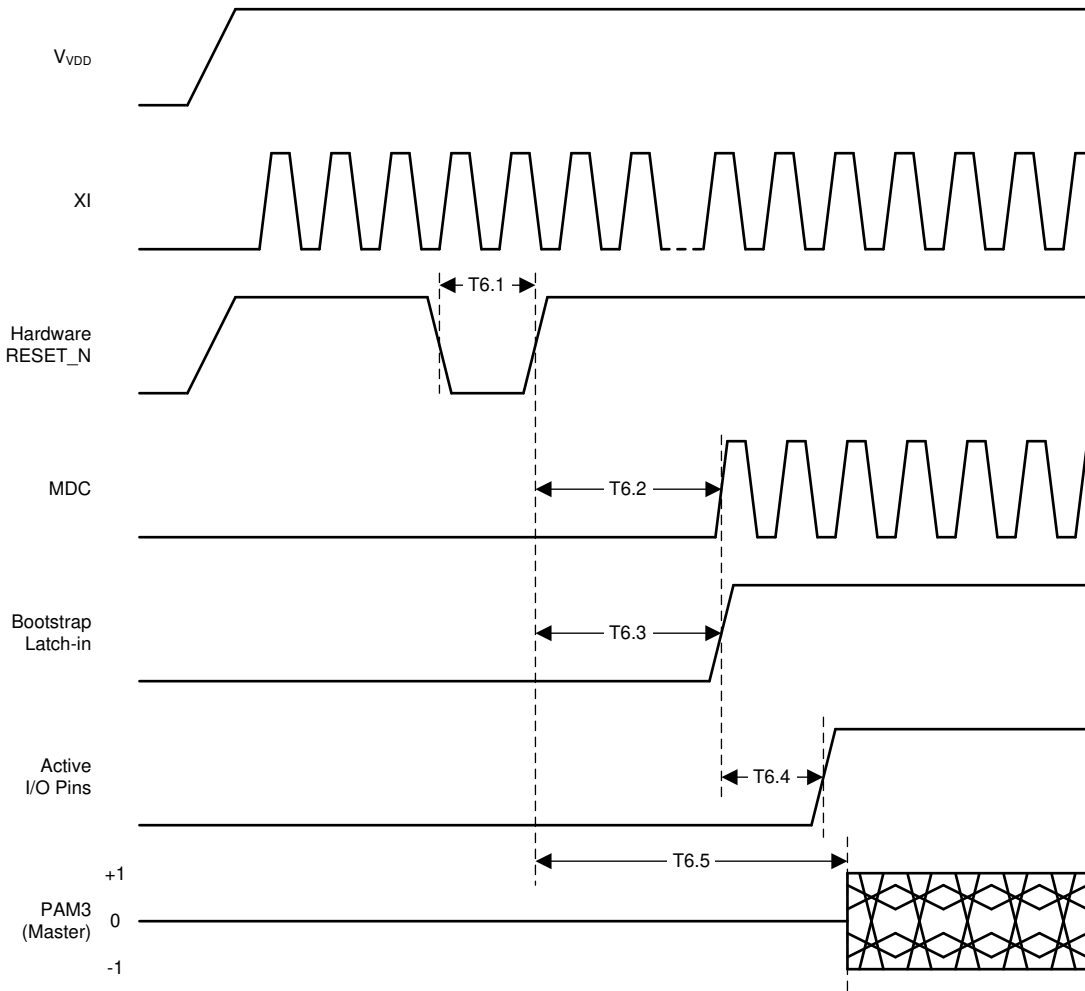 VVDD
XI
T6.1
Hardware
RESET_N
MDC
T6.2
Bootstrap
Latch-in
T6.3
Active
I/O Pins
T6.4
T6.5
+1
PAM3
(Master)
0
-1